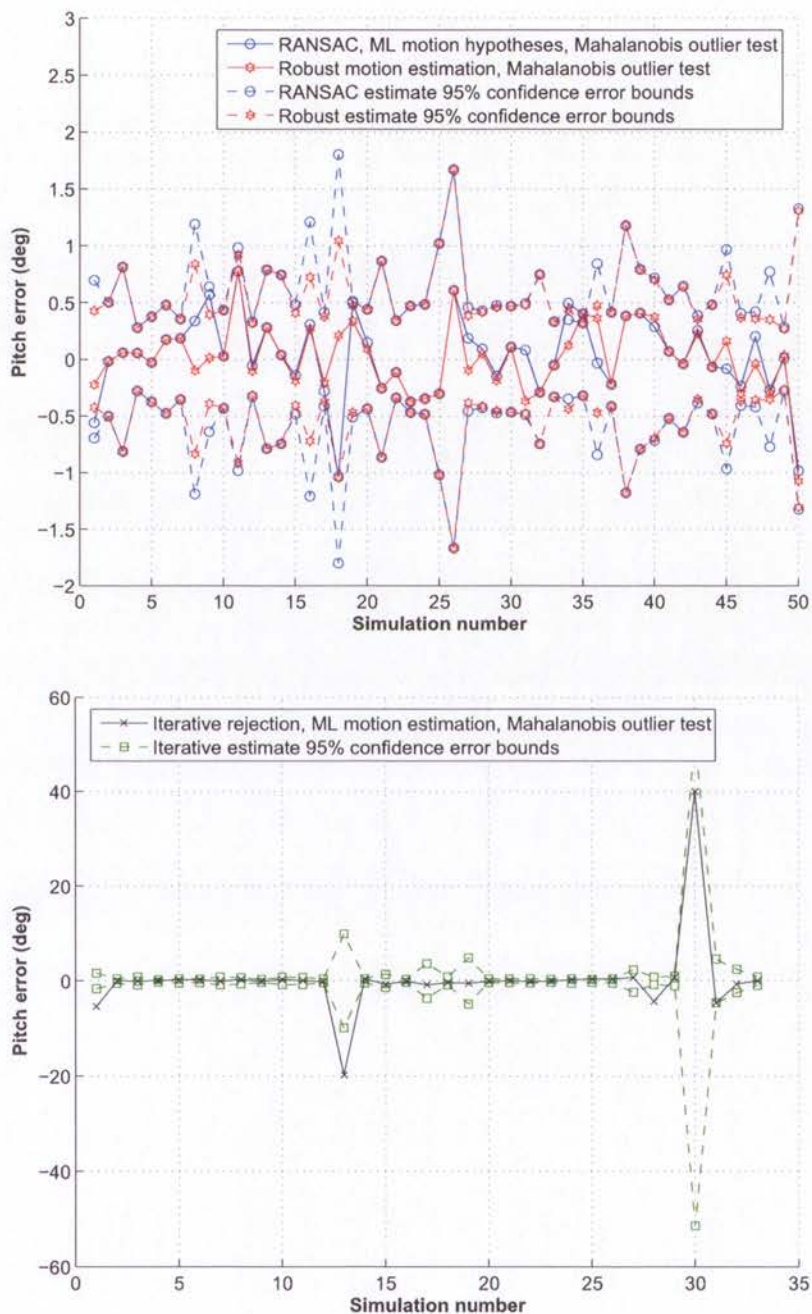 3
2.5
2
1.5
1
0.5
0
−0.5
−1
−1.5
−2
Pitch error (deg)
RANSAC, ML motion hypotheses, Mahalanobis outlier test
Robust motion estimation, Mahalanobis outlier test
RANSAC estimate 95% confidence error bounds
Robust estimate 95% confidence error bounds
0 5 10 15 20 25 30 35 40 45 50
Simulation number
60
40
20
0
−20
−40
−60
Pitch error (deg)
Iterative rejection, ML motion estimation, Mahalanobis outlier test
Iterative estimate 95% confidence error bounds
0 5 10 15 20 25 30 35
Simulation number